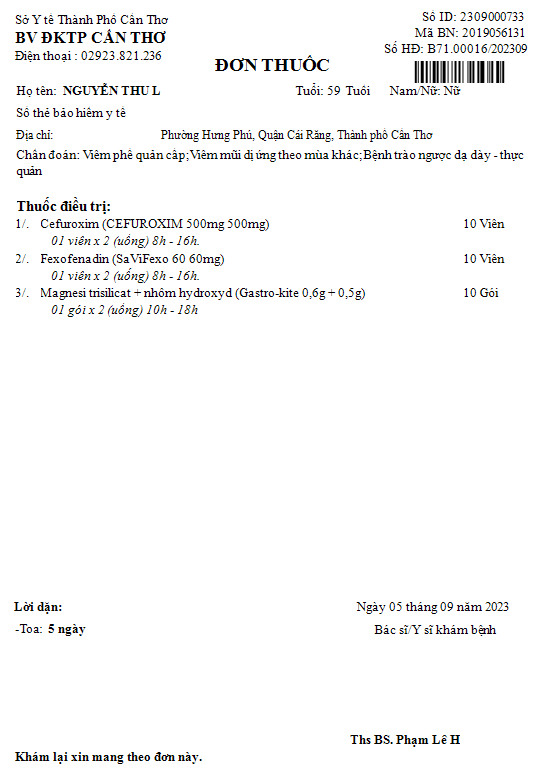 Sở Y tế Thành Phố Cần Thơ
BV ĐKTP CẦN THƠ
Điện thoại : 02923.821.236
Số ID: 2309000733
Mã BN: 2019056131
Số HĐ: B71.00016/202309
ĐƠN THUỐC
Họ tên: NGUYỄN THU L Tuổi: 59 Tuổi Nam/Nữ: Nữ
Số thẻ bảo hiểm y tế
Địa chỉ: Phường Hưng Phú, Quận Cái Răng, Thành phố Cần Thơ
Chẩn đoán: Viêm phế quản cấp;Viêm mũi dị ứng theo mùa khác;Bệnh trào ngược dạ dày - thực
quản
Thuốc điều trị:
1/. Cefuroxim (CEFUROXIM 500mg 500mg) 10 Viên
01 viên x 2 (uống) 8h - 16h.
2/. Fexofenadin (SaViFexo 60 60mg) 10 Viên
01 viên x 2 (uống) 8h - 16h.
3/. Magnesi trisilicat + nhôm hydroxyd (Gastro-kite 0,6g + 0,5g) 10 Gói
01 gói x 2 (uống) 10h - 18h
Lời dặn:
-Toa: 5 ngày
Ngày 05 tháng 09 năm 2023
Bác sĩ/Y sĩ khám bệnh
Ths BS. Phạm Lê H
Khám lại xin mang theo đơn này.